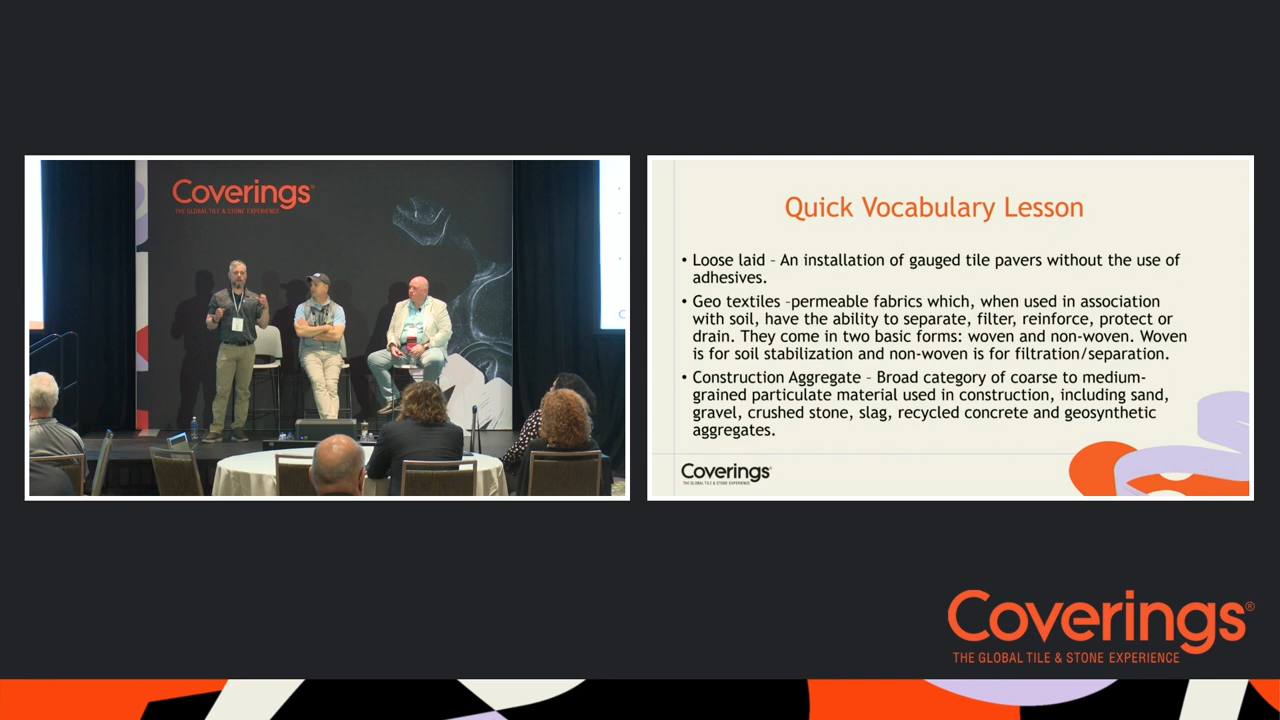 Coverings®
THE GLOBAL TILE & STONE EXPERIENCE
Quick Vocabulary Lesson
• Loose laid – An installation of gauged tile pavers without the use of
adhesives.
• Geo textiles –permeable fabrics which, when used in association
with soil, have the ability to separate, filter, reinforce, protect or
drain. They come in two basic forms: woven and non-woven. Woven
is for soil stabilization and non-woven is for filtration/separation.
• Construction Aggregate – Broad category of coarse to medium-
grained particulate material used in construction, including sand,
gravel, crushed stone, slag, recycled concrete and geosynthetic
aggregates.
Coverings®
THE GLOBAL TILE & STONE EXPERIENCE
Coverings®
THE GLOBAL TILE & STONE EXPERIENCE